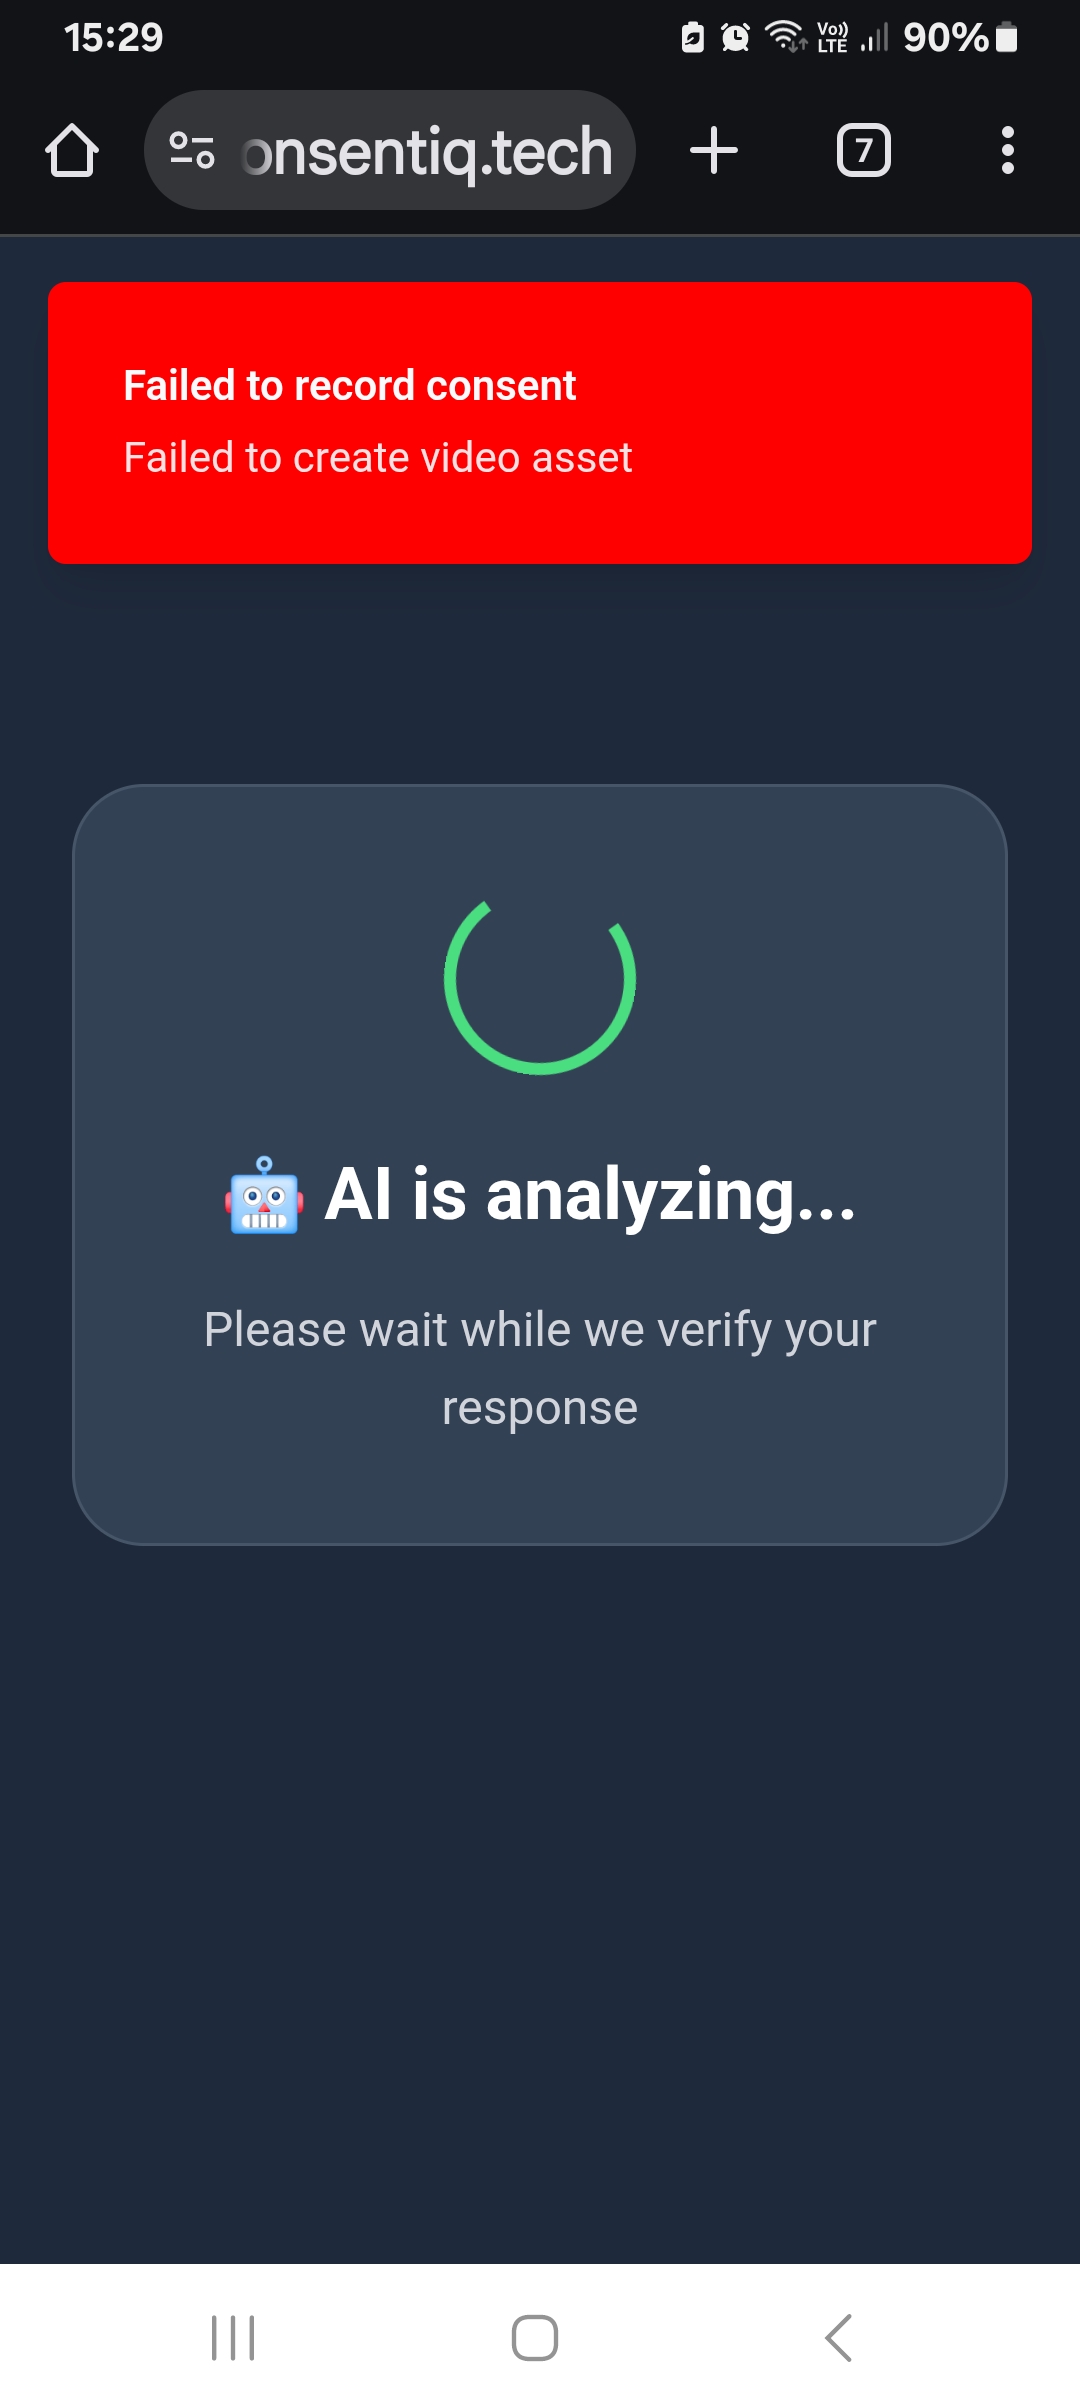 15:29
Vo)) LTE
90%
onsentiq.tech
7
Failed to record consent
Failed to create video asset
🤖 AI is analyzing...
Please wait while we verify your
response